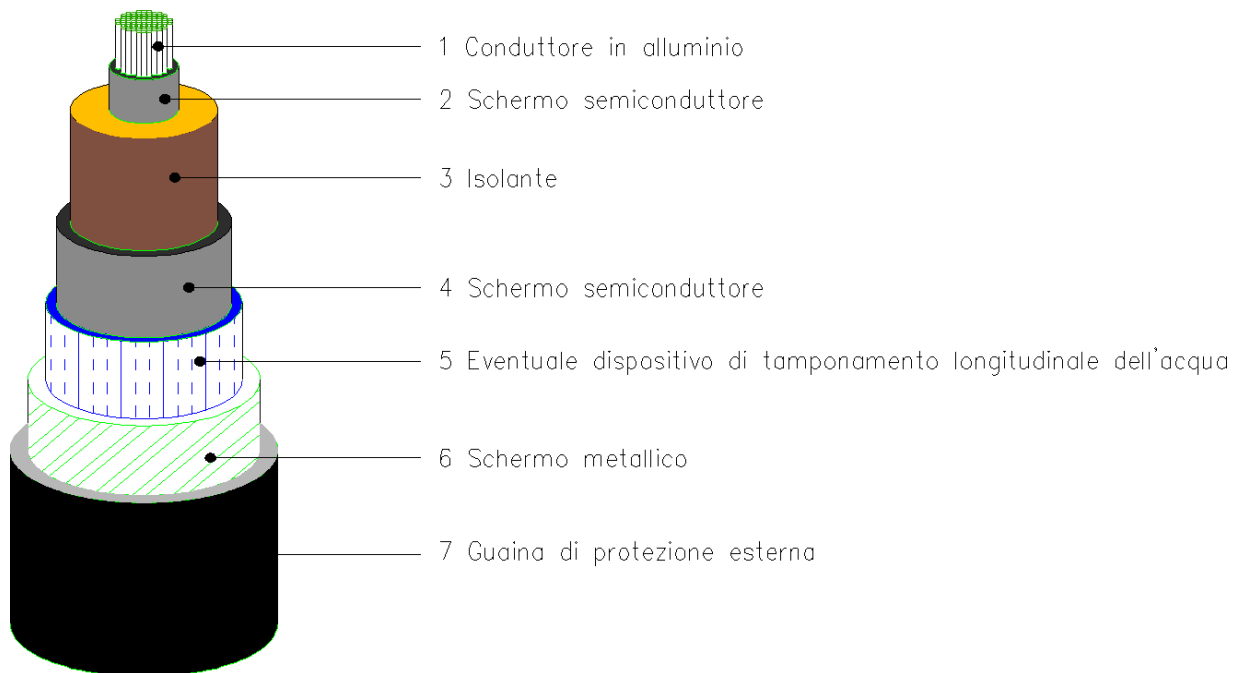 1 Conduttore in alluminio
2 Schermo semiconduttore
3 Isolante
4 Schermo semiconduttore
5 Eventuale dispositivo di tamponamento longitudinale dell'acqua
6 Schermo metallico
7 Guaina di protezione esterna